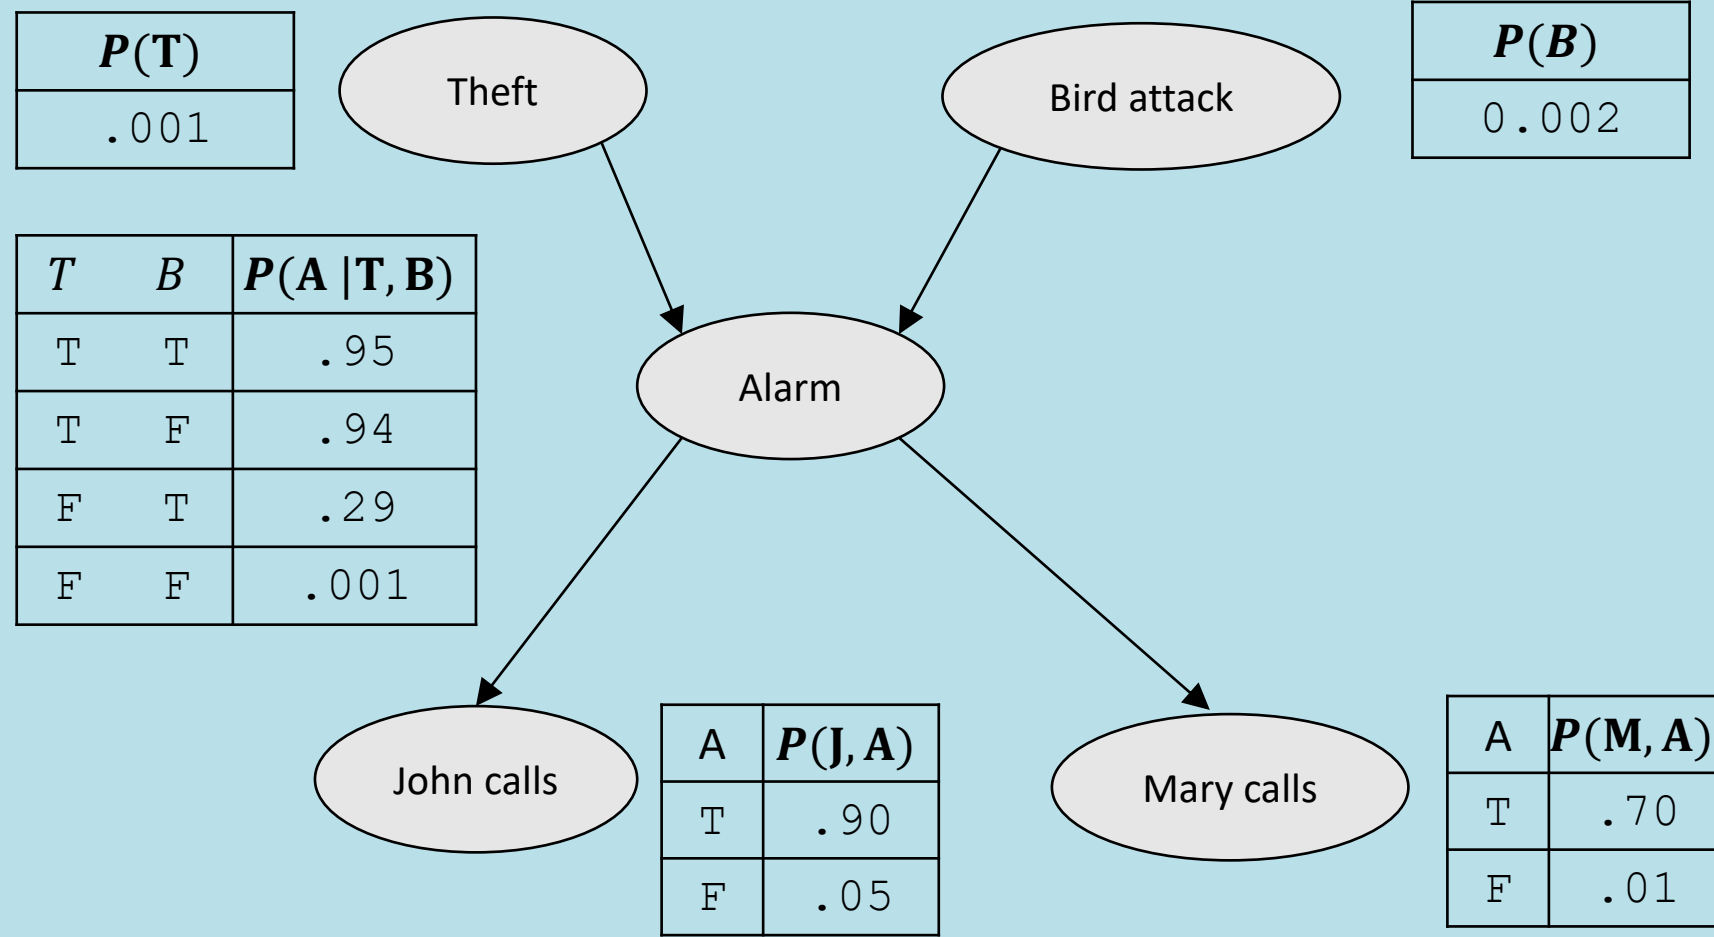 P(T)
.001
Theft
Bird attack
P(B)
0.002
T B P(A |T, B)
T T .95
T F .94
F T .29
F F .001
Alarm
John calls
A P(J, A)
T .90
F .05
Mary calls
A P(M, A)
T .70
F .01